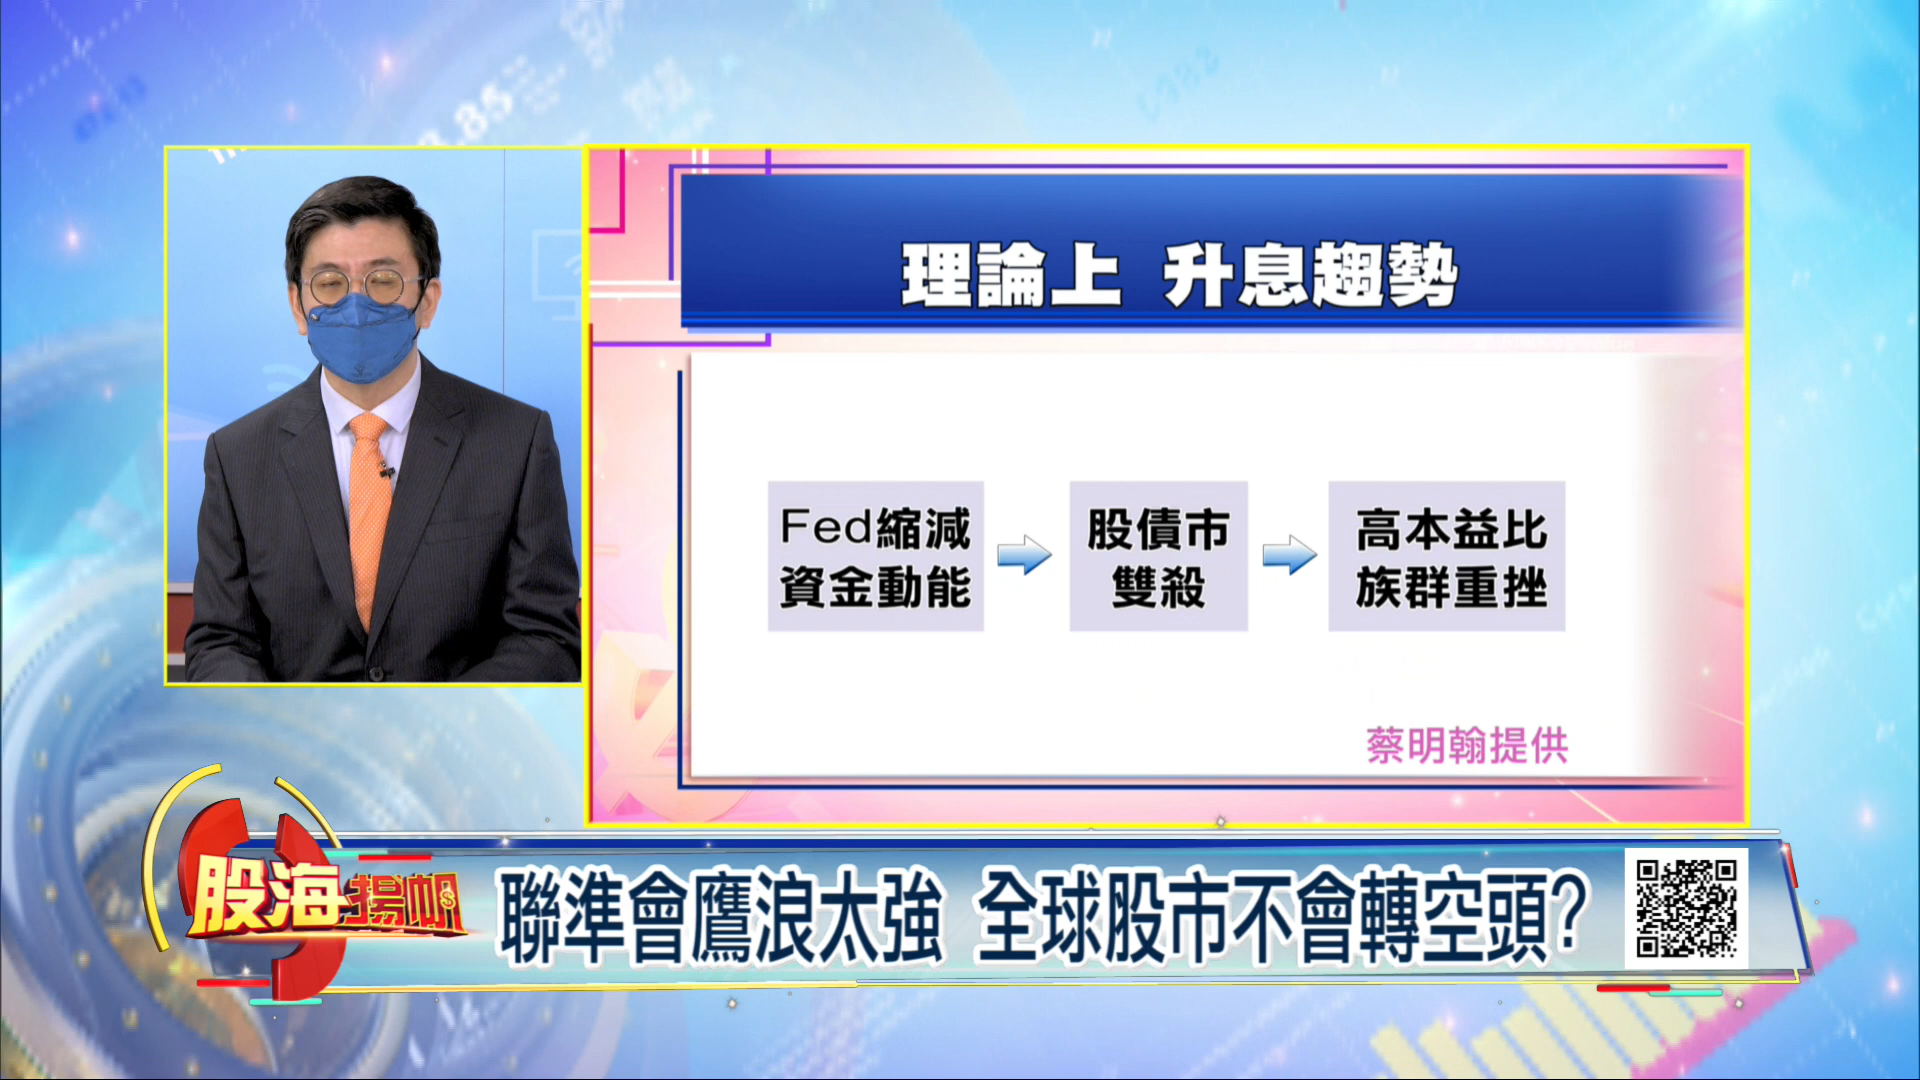 理論上 升息趨勢
Fed縮減
資金動能
股債市
雙殺
高本益比
族群重挫
蔡明翰提供
股海揚帆
聯準會鷹浪太強 全球股市不會轉空頭?